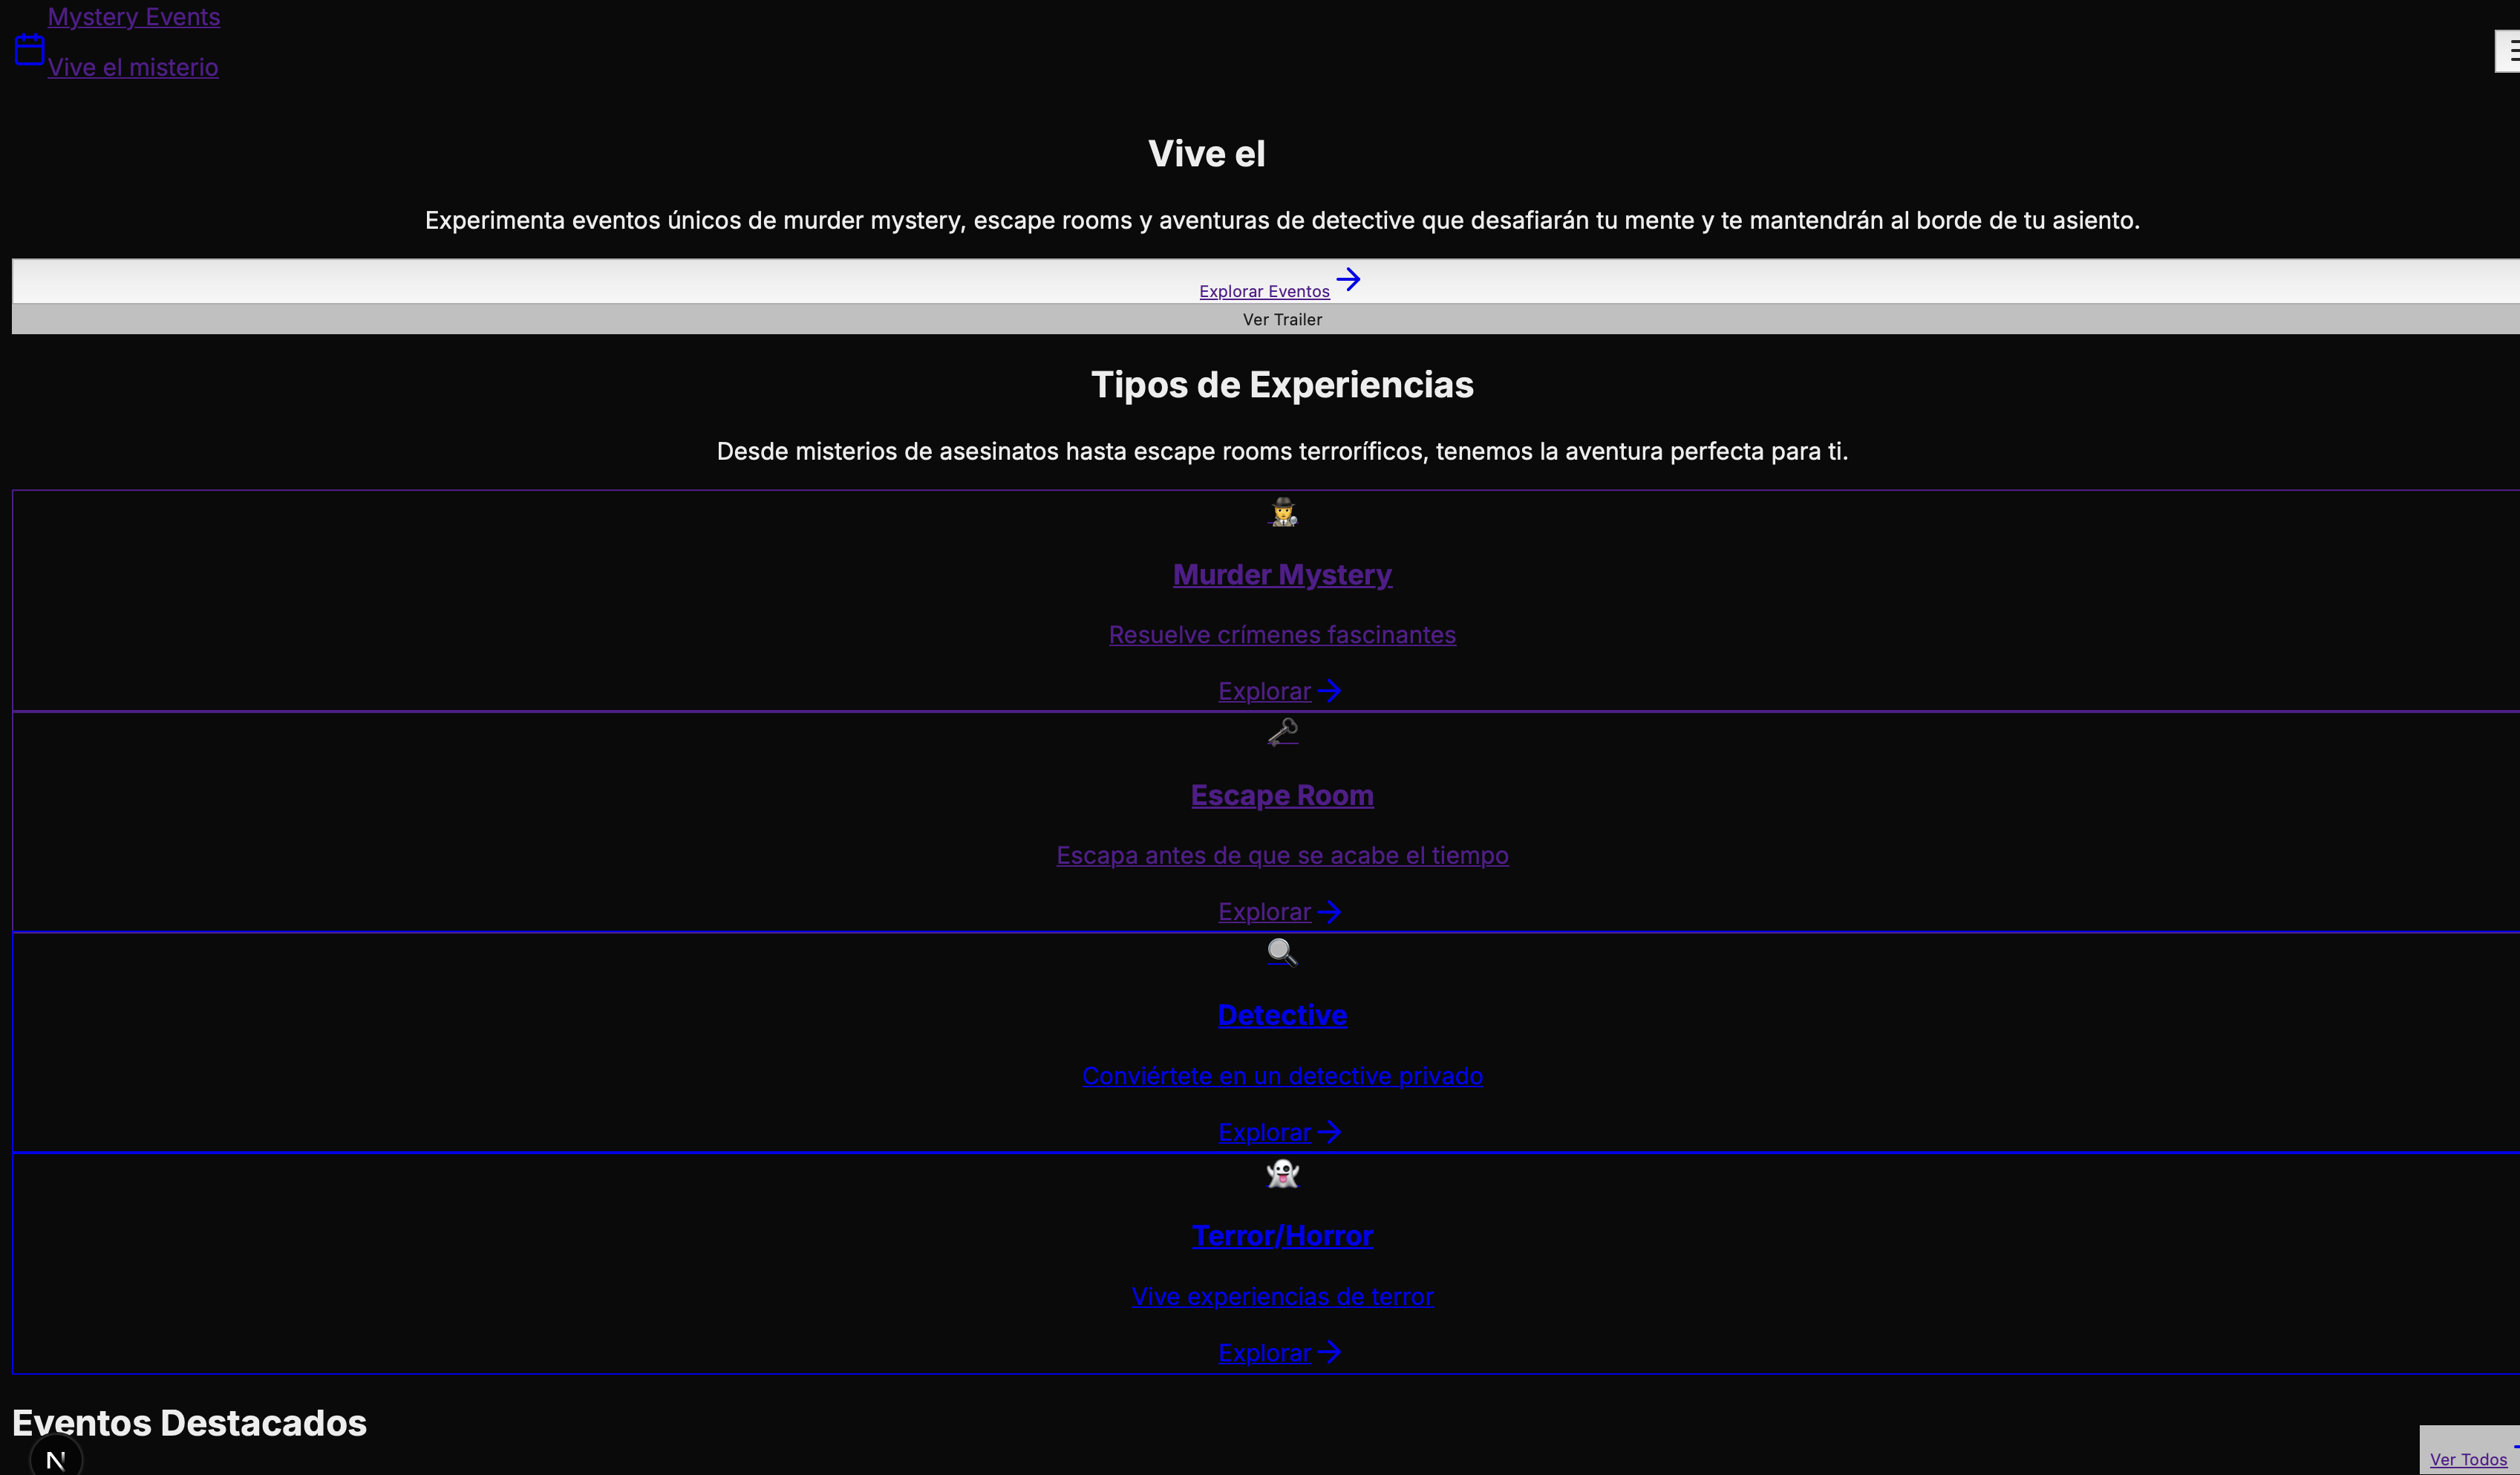 Mystery Events
Vive el misterio
Vive el
Experimenta eventos únicos de murder mystery, escape rooms y aventuras de detective que desafiarán tu mente y te mantendrán al borde de tu asiento.
Explorar Eventos
Ver Trailer
Tipos de Experiencias
Desde misterios de asesinatos hasta escape rooms terroríficos, tenemos la aventura perfecta para ti.
Murder Mystery
Resuelve crímenes fascinantes
Explorar
Escape Room
Escapa antes de que se acabe el tiempo
Explorar
Detective
Conviértete en un detective privado
Explorar
Terror/Horror
Vive experiencias de terror
Explorar
Eventos Destacados
N
Ver Todos